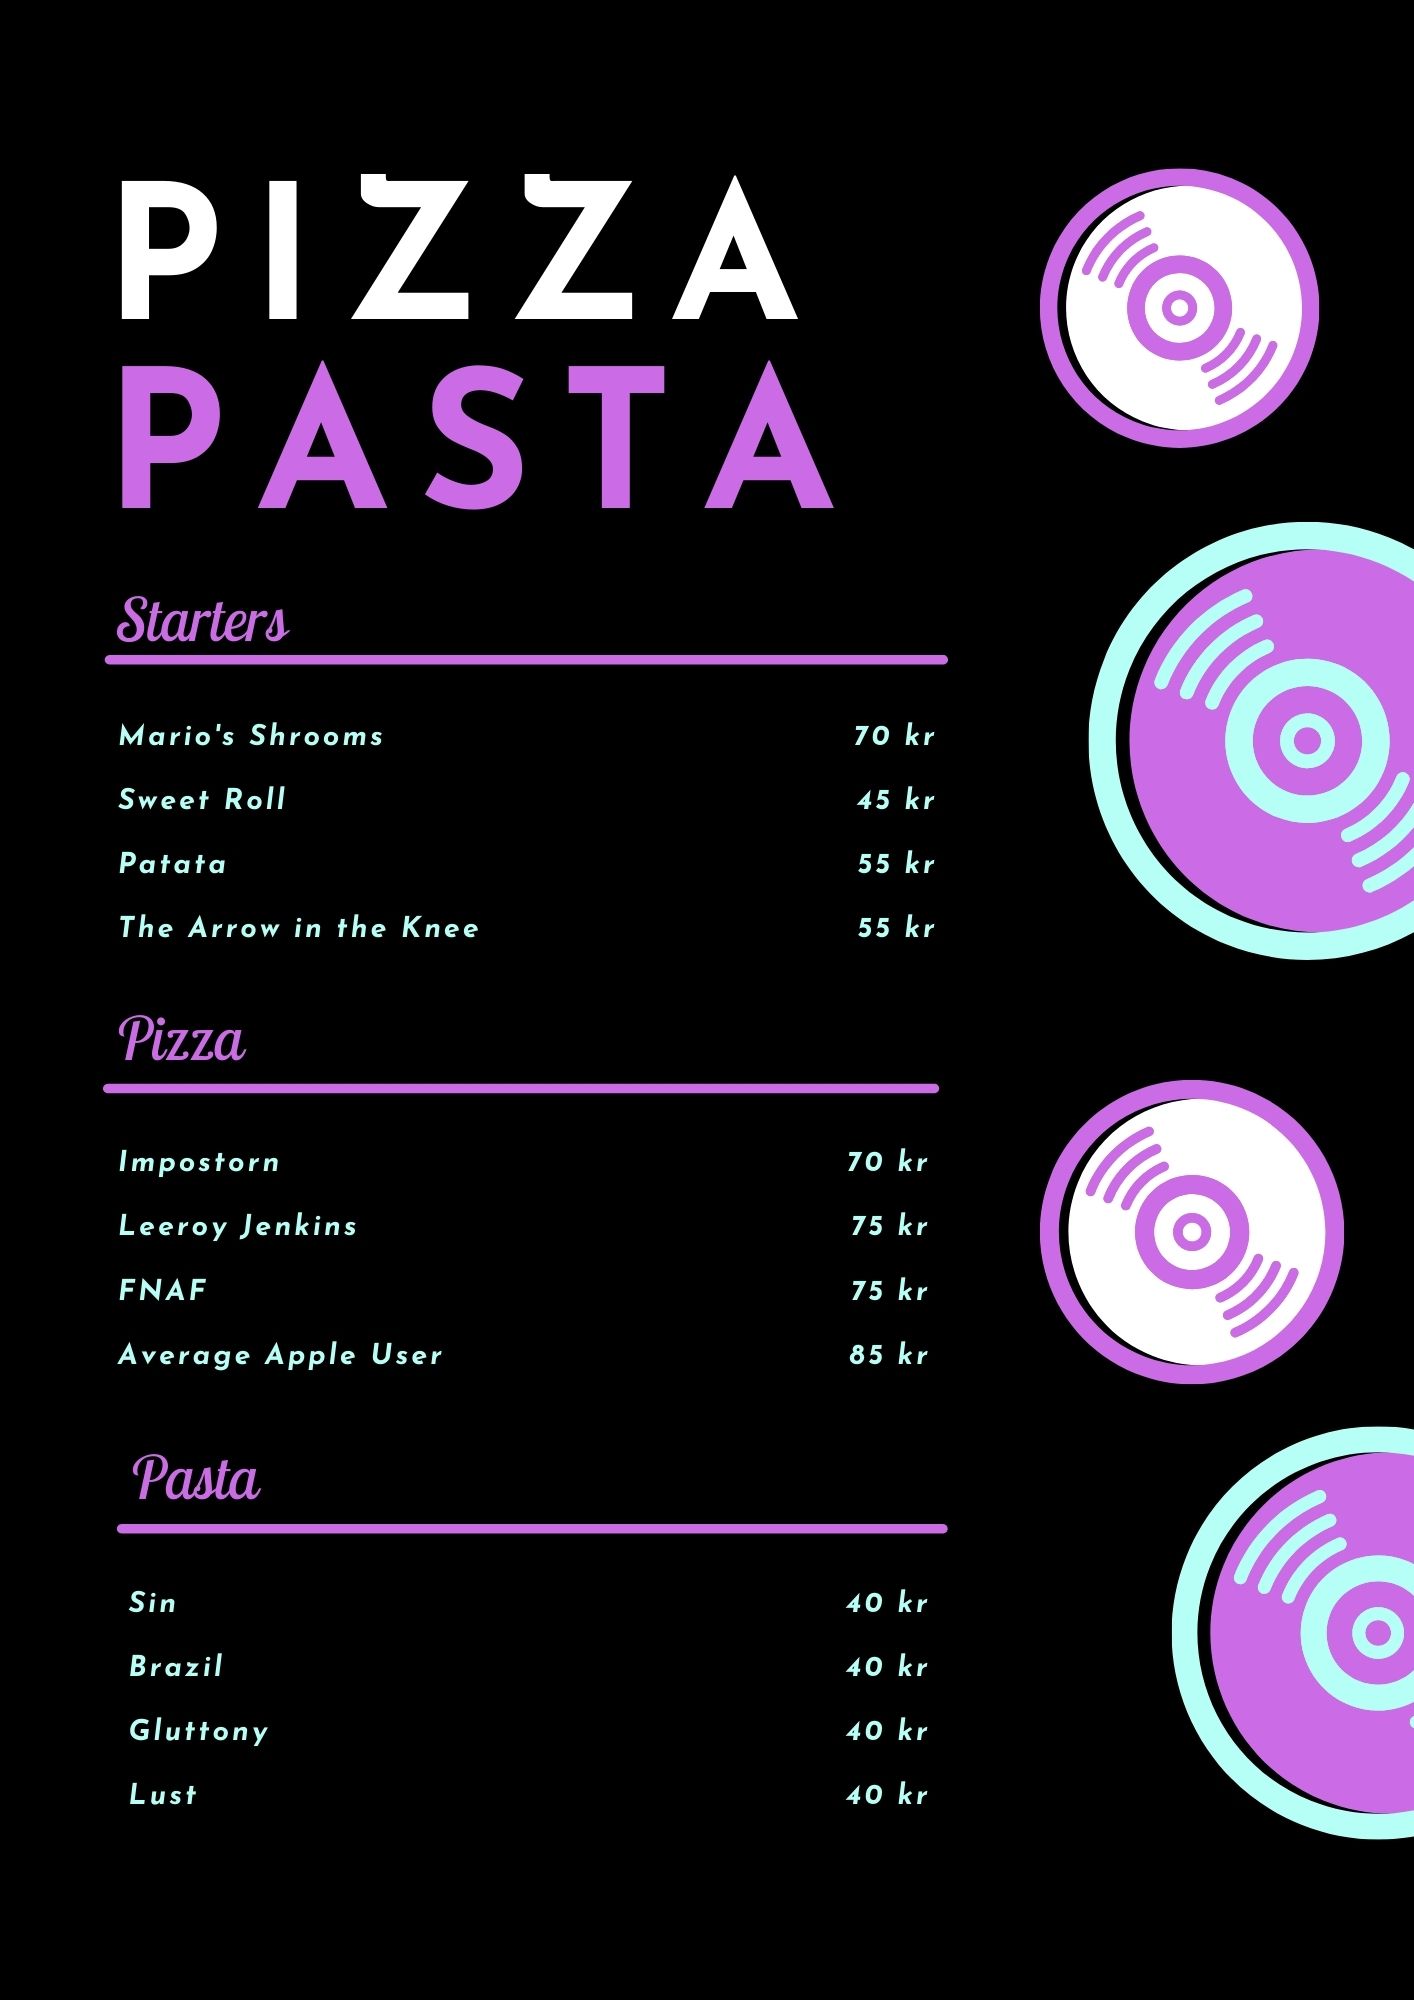 PIZZA
PASTA
Starters
Mario's Shrooms 70 kr
Sweet Roll 45 kr
Patata 55 kr
The Arrow in the Knee 55 kr
Pizza
Impostorn 70 kr
Leeroy Jenkins 75 kr
FNAF 75 kr
Average Apple User 85 kr
Pasta
Sin 40 kr
Brazil 40 kr
Gluttony 40 kr
Lust 40 kr